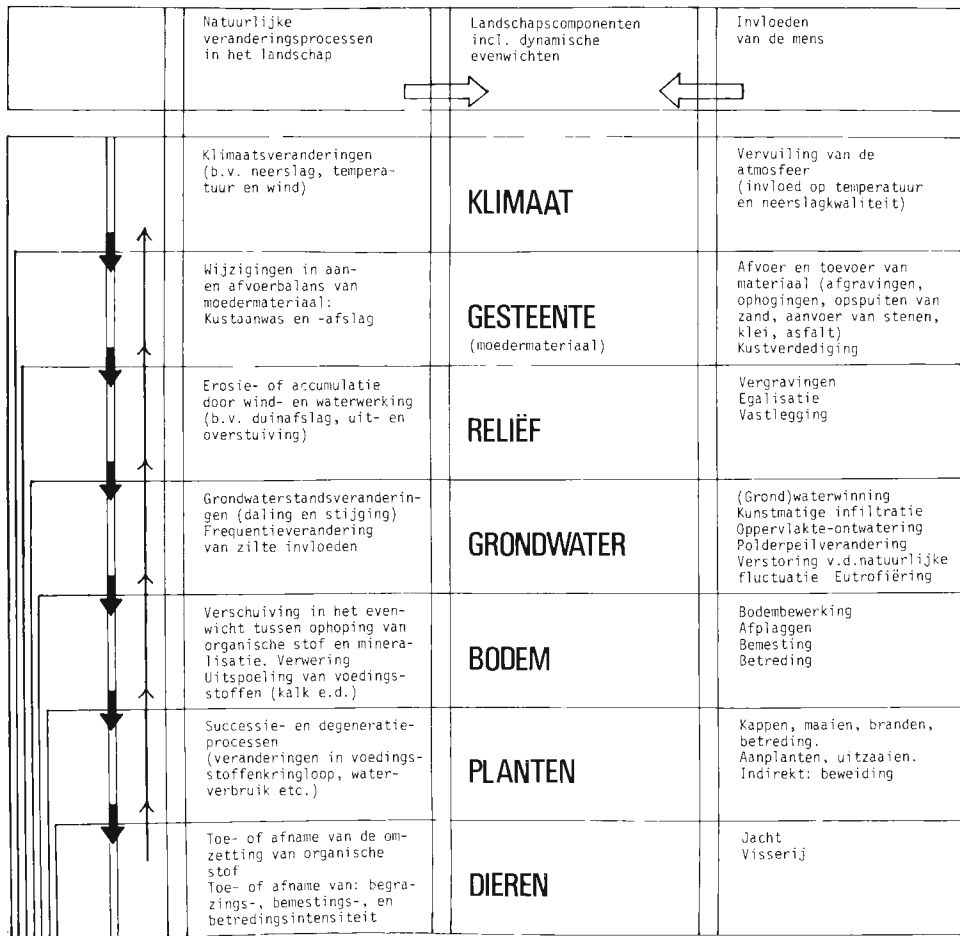 Natuurlijke
veranderingsprocessen
in het landschap
Landschapscomponenten
incl. dynamische
evenwichten
Invloeden
van de mens
Klimaatsveranderingen
(b.v. neerslag, tempera-
tuur en wind)
KLIMAAT
Vervuiling van de
atmosfeer
(invloed op temperatuur
en neerslagkwaliteit)
Wijzigingen in aan-
en afvoerbalans van
moedermateriaal:
Kustaanwas en -afslag
GESTEENTE
(moedermateriaal)
Afvoer en toevoer van
materiaal (afgravingen,
ophogingen, opspuiten van
zand, aanvoer van stenen,
klei, asfalt)
Kustverdediging
Erosie- of accumulatie
door wind- en waterwerking
(b.v. duinafslag, uit- en
overstuiving)
RELIËF
Vergravingen
Egalisatie
Vastlegging
Grondwaterstandsveranderin-
gen (daling en stijging)
Frequentieverandering
van zilte invloeden
GRONDWATER
(Grond)waterwinning
Kunstmatige infiltratie
Oppervlakte-ontwatering
Polderpeilverandering
Verstoring v.d.natuurlijke
fluctuatie Eutrofiëring
Verschuiving in het even-
wicht tussen ophoping van
organische stof en minera-
lisatie. Verwering
Uitspoeling van voedings-
stoffen (kalk e.d.)
BODEM
Bodembewerking
Afplaggen
Bemesting
Betreding
Successie- en degeneratie-
processen
(veranderingen in voedings-
stoffenkringloop, water-
verbruik etc.)
PLANTEN
Kappen, maaien, branden,
betreding.
Aanplanten, uitzaaien.
Indirekt: beweiding
Toe- of afname van de om-
zetting van organische
stof
Toe- of afname van: begra-
zings-, bemestings-, en
betredingsintensiteit
DIEREN
Jacht
Visserij